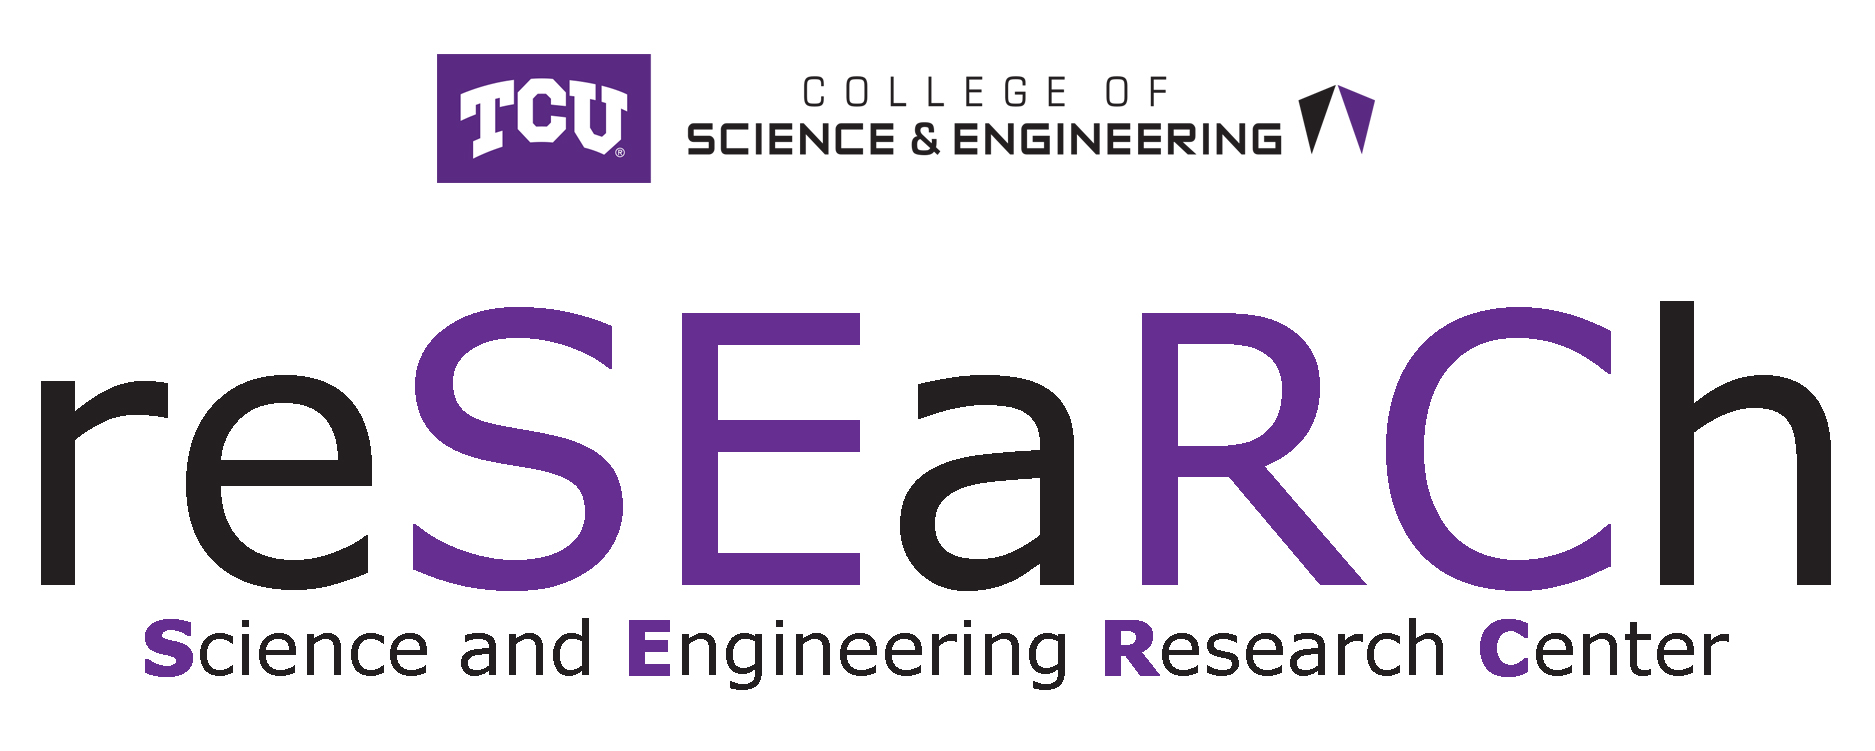 TCU®
COLLEGE OF
SCIENCE & ENGINEERING
reSEaRCh
Science and Engineering Research Center